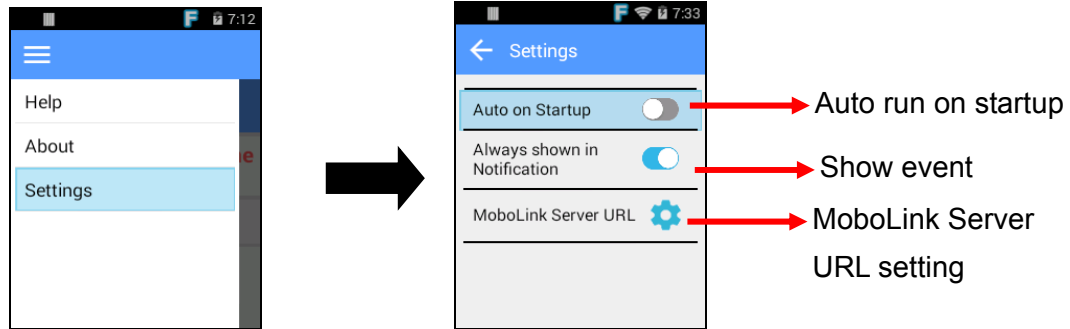 F 7:12
Help
About
Settings
e
F 7:33
Settings
Auto on Startup
Always shown in
Notification
MoboLink Server URL
Auto run on startup
Show event
MoboLink Server
URL setting